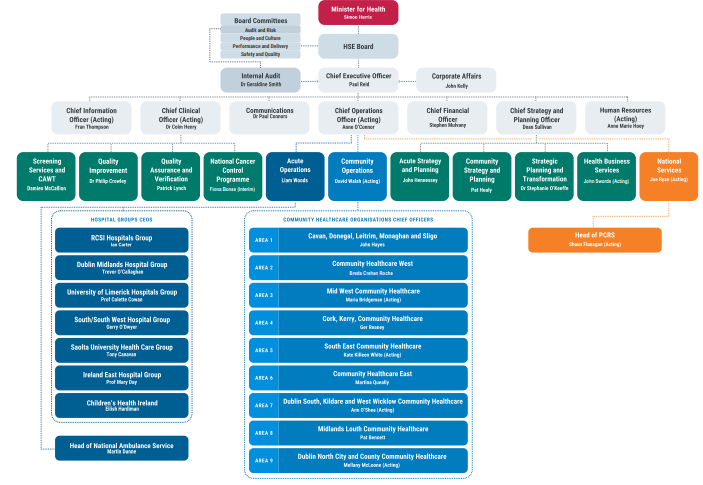 Minister for Health
Simon Harris
Board Committees
Audit and Risk
People and Culture
Performance and Delivery
Safety and Quality
HSE Board
Internal Audit
Dr Geraldine Smith
Chief Executive Officer
Paul Reid
Corporate Affairs
John Kelly
Chief Information
Officer (Acting)
Fran Thompson
Chief Clinical
Officer (Acting)
Dr Colm Henry
Communications
Dr Paul Connors
Chief Operations
Officer (Acting)
Anne O'Connor
Chief Financial
Officer
Stephen Mulvany
Chief Strategy and
Planning Officer
Dean Sullivan
Human Resources
(Acting)
Anne Marie Hoey
Screening
Services and
CAWT
Damien McCallion
Quality
Improvement
Dr Philip Crowley
Quality
Assurance and
Verification
Patrick Lynch
National Cancer
Control
Programme
Fiona Bonas (Interim)
Acute
Operations
Liam Woods
Community
Operations
David Walsh (Acting)
Acute Strategy
and Planning
John Hennessy
Community
Strategy and
Planning
Pat Healy
Strategic
Planning and
Transformation
Dr Stephanie O'Keeffe
Health Business
Services
John Swords (Acting)
National
Services
Joe Ryan (Acting)
HOSPITAL GROUPS CEOS
RCSI Hospitals Group
Ian Carter
Dublin Midlands Hospital Group
Trevor O'Callaghan
University of Limerick Hospitals Group
Prof Colette Cowan
South/South West Hospital Group
Gerry O'Dwyer
Saolta University Health Care Group
Tony Canavan
Ireland East Hospital Group
Prof Mary Day
Children's Health Ireland
Eilish Hardiman
Head of National Ambulance Service
Martin Dunne
COMMUNITY HEALTHCARE ORGANISATIONS CHIEF OFFICERS
AREA 1
Cavan, Donegal, Leitrim, Monaghan and Sligo
John Hayes
AREA 2
Community Healthcare West
Breda Crehan Roche
AREA 3
Mid West Community Healthcare
Maria Bridgeman (Acting)
AREA 4
Cork, Kerry, Community Healthcare
Ger Reaney
AREA 5
South East Community Healthcare
Kate Killeen White (Acting)
AREA 6
Community Healthcare East
Martina Queally
AREA 7
Dublin South, Kildare and West Wicklow Community Healthcare
Ann O'Shea (Acting)
AREA 8
Midlands Louth Community Healthcare
Pat Bennett
AREA 9
Dublin North City and County Community Healthcare
Mellany McLoone (Acting)
Head of PCRS
Shaun Flanagan (Acting)